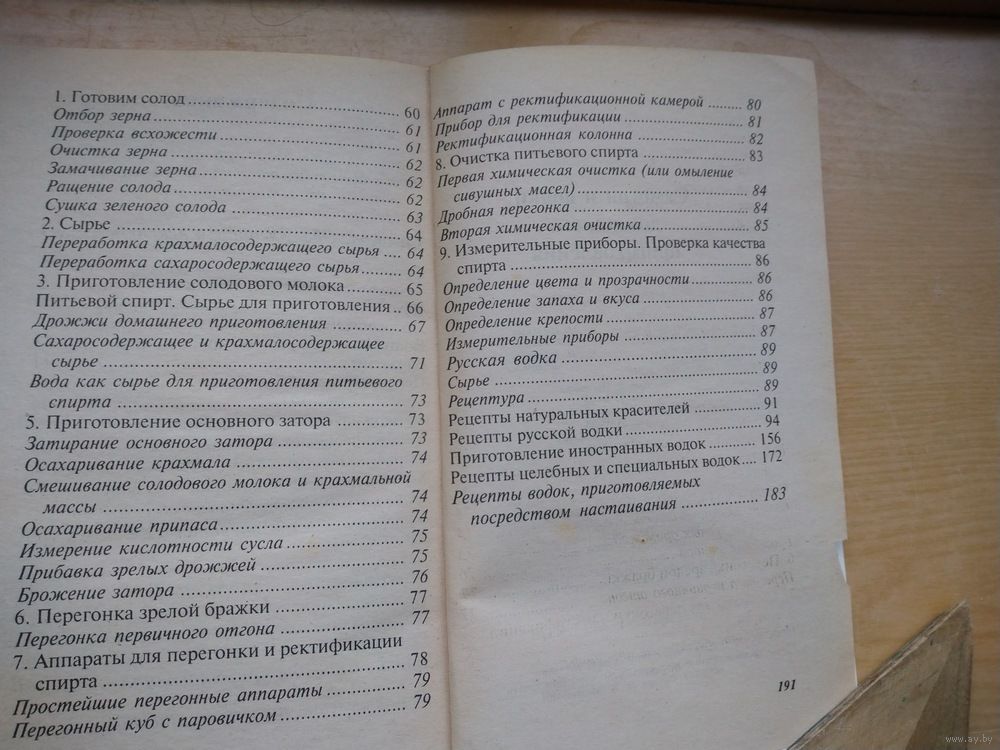 1. Готовим солод ........ 60
Отбор зерна ........ 61
Проверка всхожести ........ 61
Очистка зерна ........ 62
Замачивание зерна ........ 62
Ращение солода ........ 62
Сушка зеленого солода ........ 63
2. Сырье ........ 64
Переработка крахмалосодержащего сырья .... 64
Переработка сахаросодержащего сырья ....... 64
3. Приготовление солодового молока ........ 65
Питьевой спирт. Сырье для приготовления .. 66
Дрожжи домашнего приготовления ........ 67
Сахаросодержащее и крахмалосодержащее
сырье ........ 71
Вода как сырье для приготовления питьевого
спирта ........ 73
5. Приготовление основного затора ........ 73
Затирание основного затора ........ 73
Осахаривание крахмала ........ 74
Смешивание солодового молока и крахмальной
массы ........ 74
Осахаривание припаса ........ 74
Измерение кислотности сусла ........ 75
Прибавка зрелых дрожжей ........ 75
Брожение затора ........ 76
6. Перегонка зрелой бражки ........ 77
Перегонка первичного отгона ........ 77
7. Аппараты для перегонки и ректификации
спирта ........ 78
Простейшие перегонные аппараты ........ 79
Перегонный куб с паровичком ........ 79
Аппарат с ректификационной камерой ........ 80
Прибор для ректификации ........ 81
Ректификационная колонна ........ 82
8. Очистка питьевого спирта ........ 83
Первая химическая очистка (или омыление
сивушных масел) ........ 84
Дробная перегонка ........ 84
Вторая химическая очистка ........ 85
9. Измерительные приборы. Проверка качества
спирта ........ 86
Определение цвета и прозрачности ........ 86
Определение запаха и вкуса ........ 86
Определение крепости ........ 87
Измерительные приборы ........ 87
Русская водка ........ 89
Сырье ........ 89
Рецептура ........ 89
Рецепты натуральных красителей ........ 91
Рецепты русской водки ........ 94
Приготовление иностранных водок ........ 156
Рецепты целебных и специальных водок .... 172
Рецепты водок, приготовляемых
посредством настаивания ........ 183
191
www.ay.by